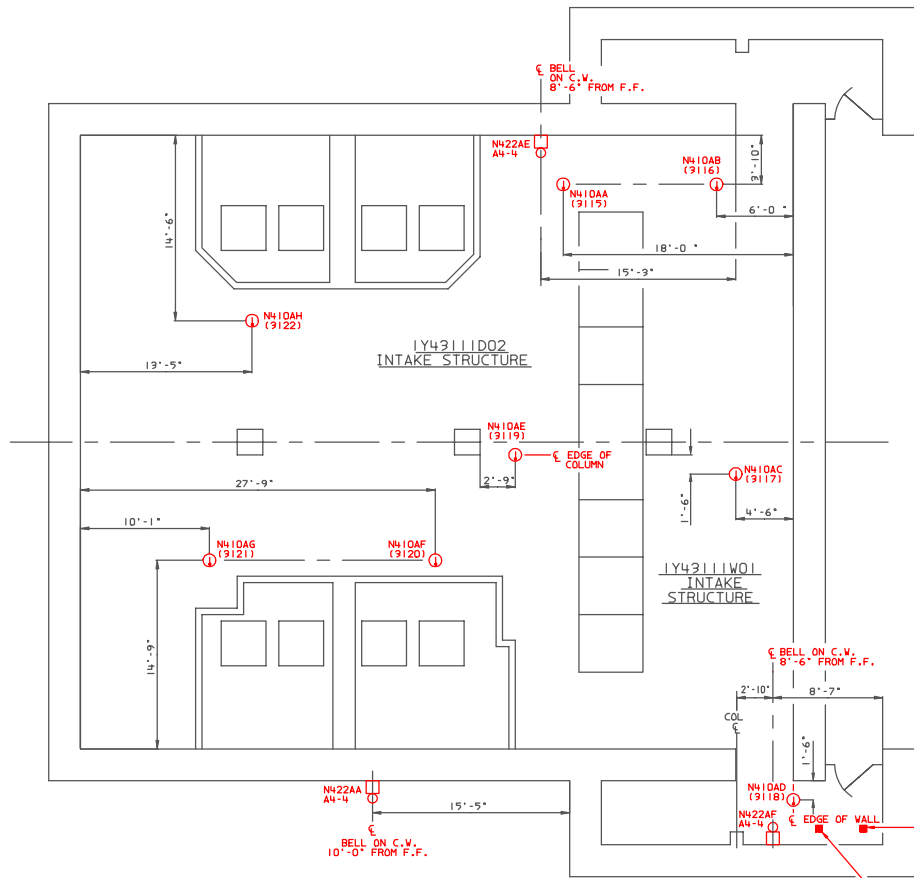 ℄ BELL
ON C.W.
8'-6" FROM F.F.
N422AE
A4-4
N410AB
(3116)
3'-10"
N410AA
(3115)
6'-0 "
14'-6"
18'-0 "
15'-3"
N410AH
(3122)
1Y43111D02
INTAKE STRUCTURE
13'-5"
N410AE
(3119)
℄ EDGE OF
COLUMN
N410AC
(3117)
27'-9"
2'-9"
1'-6"
4'-6"
10'-1"
N410AG
(3121)
N410AF
(3120)
1Y43111W01
INTAKE
STRUCTURE
14'-9"
℄ BELL ON C.W.
8'-6" FROM F.F.
2'-10"
8'-7"
COL
℄
1'-6"
N422AA
A4-4
N410AD
(3118)
15'-5"
N422AF
A4-4
℄ EDGE OF WALL
℄
BELL ON C.W.
10'-0" FROM F.F.